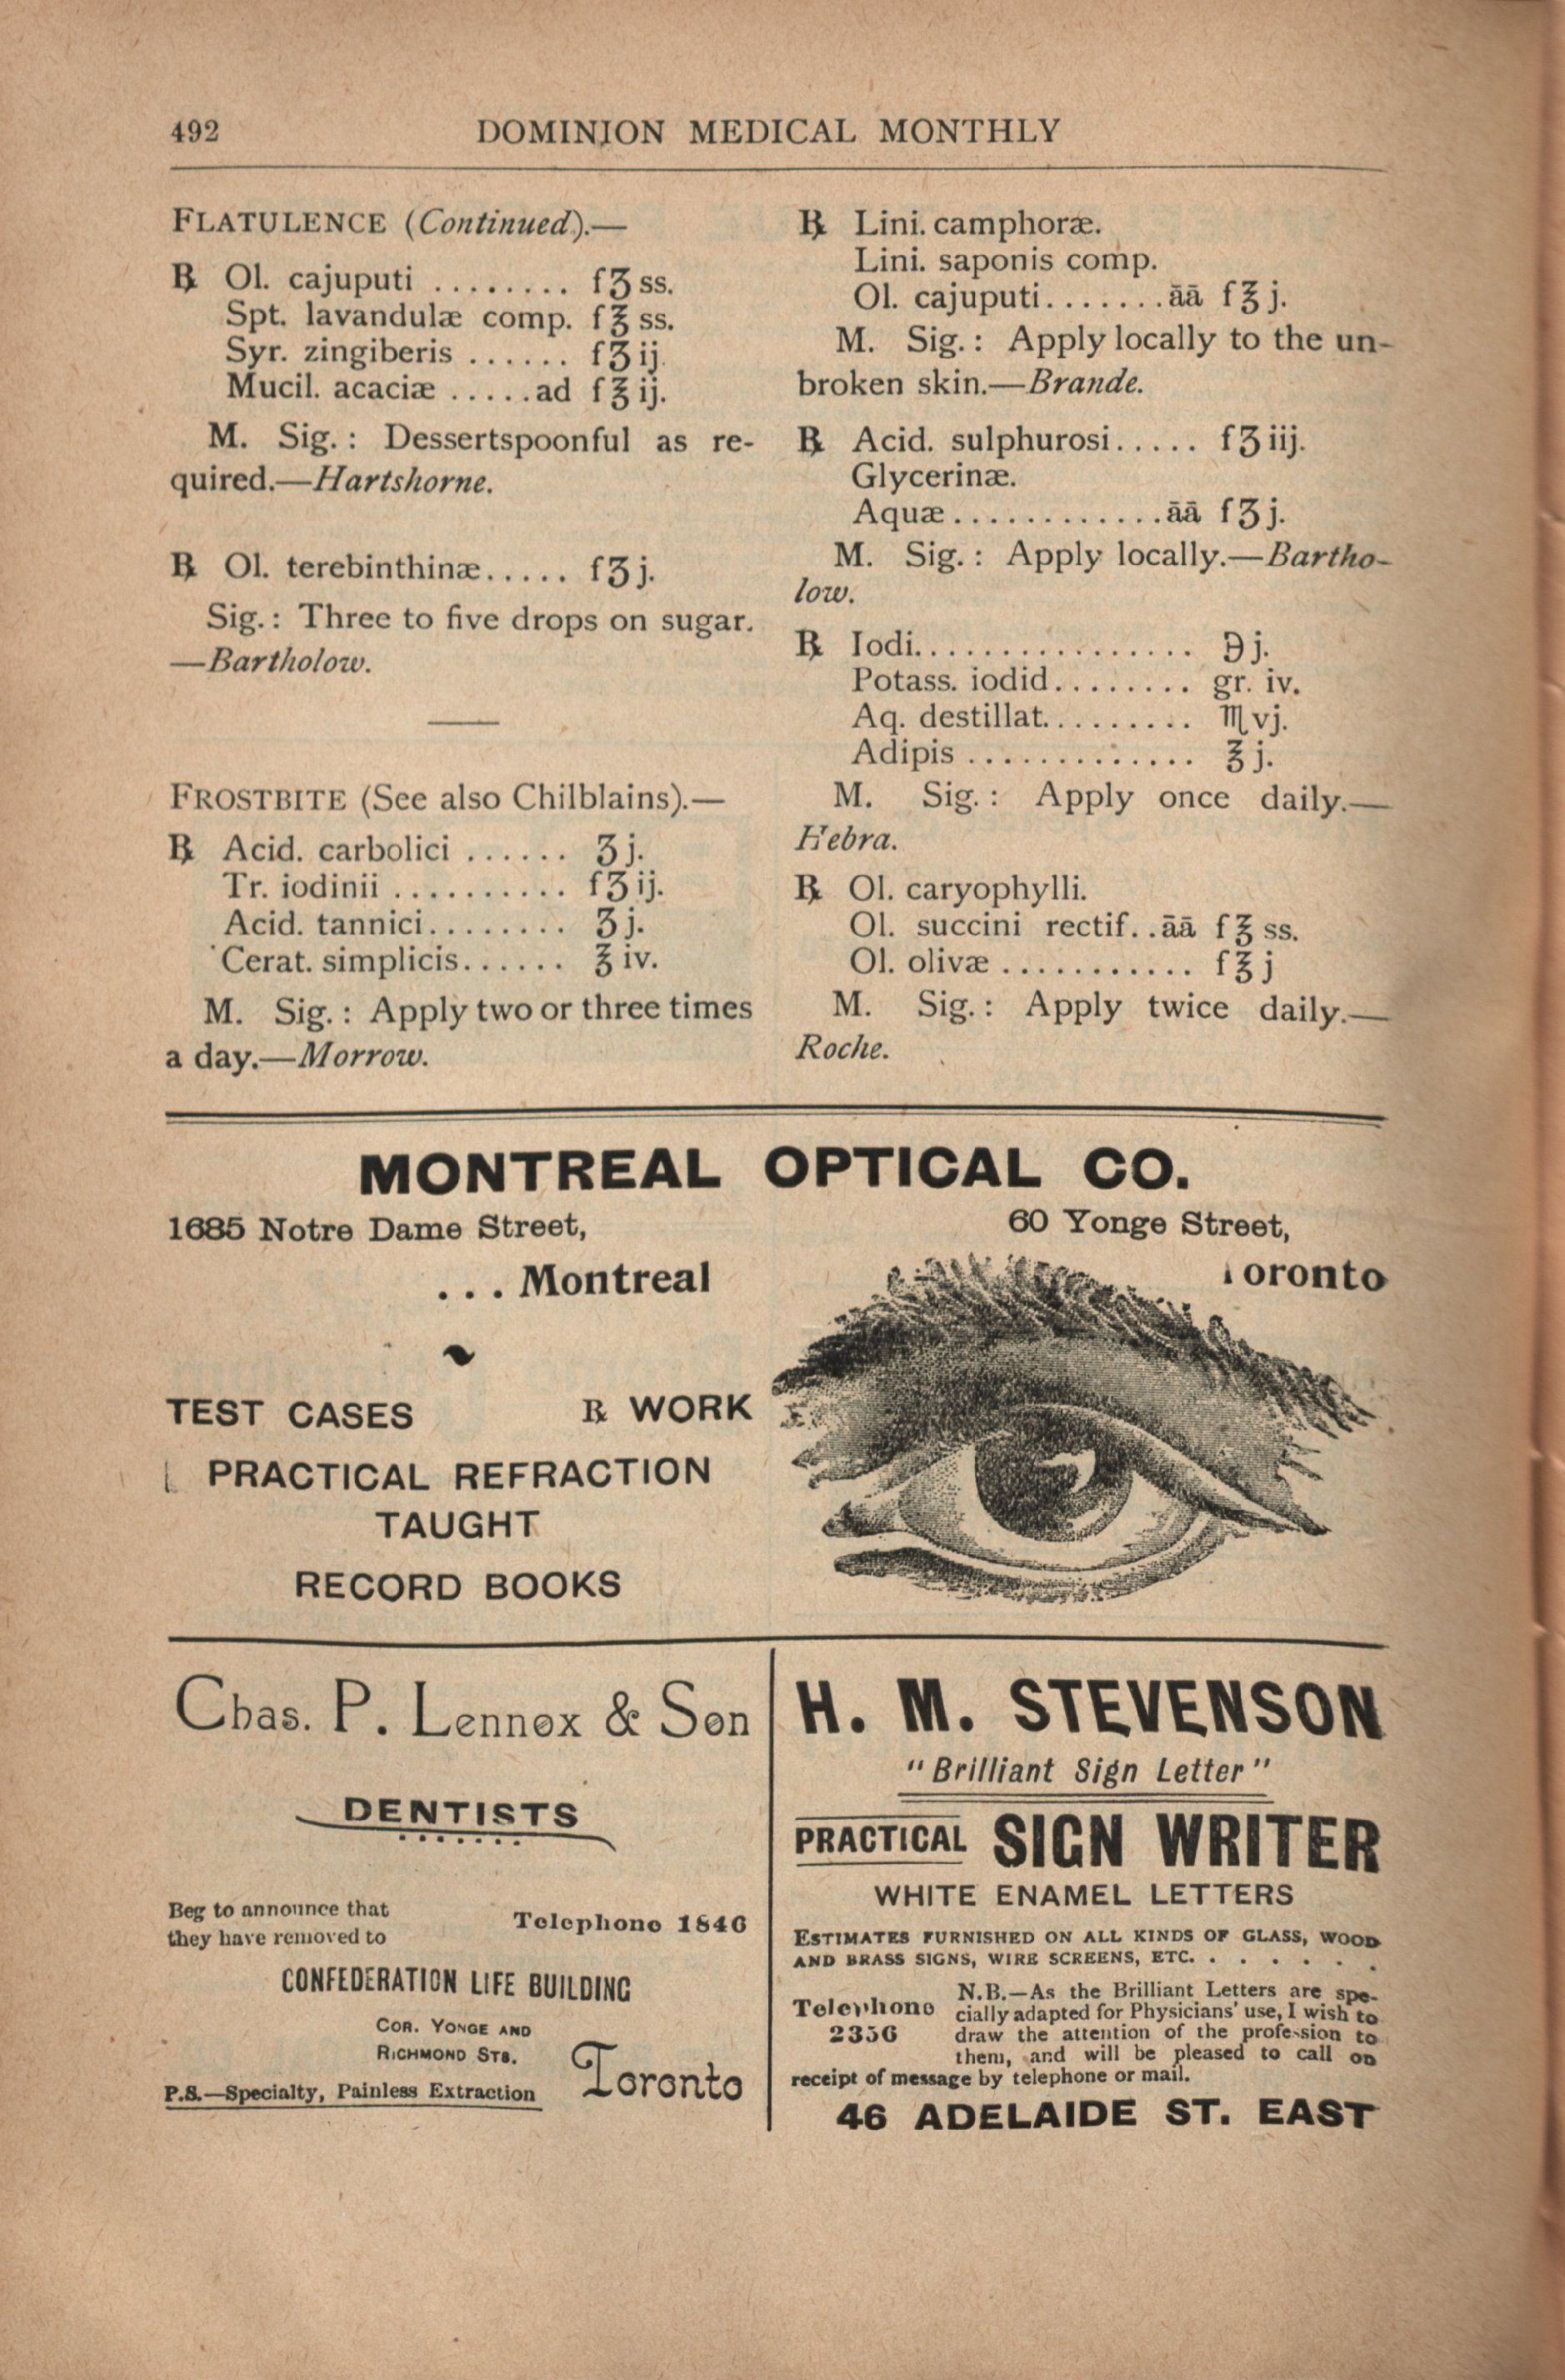 492 DOMINION MEDICAL MONTHLY
FLATULENCE (Continued).—
℞ Ol. cajuputi ........ fʒ ss.
Spt. lavandulæ comp. f℥ ss.
Syr. zingiberis ...... fʒ ij.
Mucil. acaciæ .....ad f℥ ij.
M. Sig.: Dessertspoonful as re-
quired.—Hartshorne.
℞ Ol. terebinthinæ..... fʒ j.
Sig.: Three to five drops on sugar.
—Bartholow.
FROSTBITE (See also Chilblains).—
℞ Acid. carbolici ...... ʒ j.
Tr. iodinii .......... fʒ ij.
Acid. tannici........ ʒ j.
Cerat. simplicis...... ℥ iv.
M. Sig.: Apply two or three times
a day.—Morrow.
℞ Lini. camphoræ.
Lini. saponis comp.
Ol. cajuputi.......āā f℥ j.
M. Sig.: Apply locally to the un-
broken skin.—Brande.
℞ Acid. sulphurosi..... fʒ iij.
Glycerinæ.
Aquæ............āā fʒ j.
M. Sig.: Apply locally.—Bartho-
low.
℞ Iodi................ ℈ j.
Potass. iodid........ gr. iv.
Aq. destillat......... ♏ vj.
Adipis ............. ℥ j.
M. Sig.: Apply once daily.—
Hebra.
℞ Ol. caryophylli.
Ol. succini rectif..āā f℥ ss.
Ol. olivæ ........... f℥ j
M. Sig.: Apply twice daily.—
Roche.
MONTREAL OPTICAL CO.
1685 Notre Dame Street,
... Montreal
60 Yonge Street,
Toronto
TEST CASES ℞ WORK
PRACTICAL REFRACTION
TAUGHT
RECORD BOOKS
Chas. P. Lennox & Son
DENTISTS
Beg to announce that
they have removed to
Telephone 1846
CONFEDERATION LIFE BUILDING
COR. YONGE AND
RICHMOND STS.
Toronto
P.S.—Specialty, Painless Extraction
H. M. STEVENSON
"Brilliant Sign Letter"
PRACTICAL SIGN WRITER
WHITE ENAMEL LETTERS
ESTIMATES FURNISHED ON ALL KINDS OF GLASS, WOOD
AND BRASS SIGNS, WIRE SCREENS, ETC. . . . . . .
Telephone
2356
N.B.—As the Brilliant Letters are spe-
cially adapted for Physicians' use, I wish to
draw the attention of the profession to
them, and will be pleased to call on
receipt of message by telephone or mail.
46 ADELAIDE ST. EAST